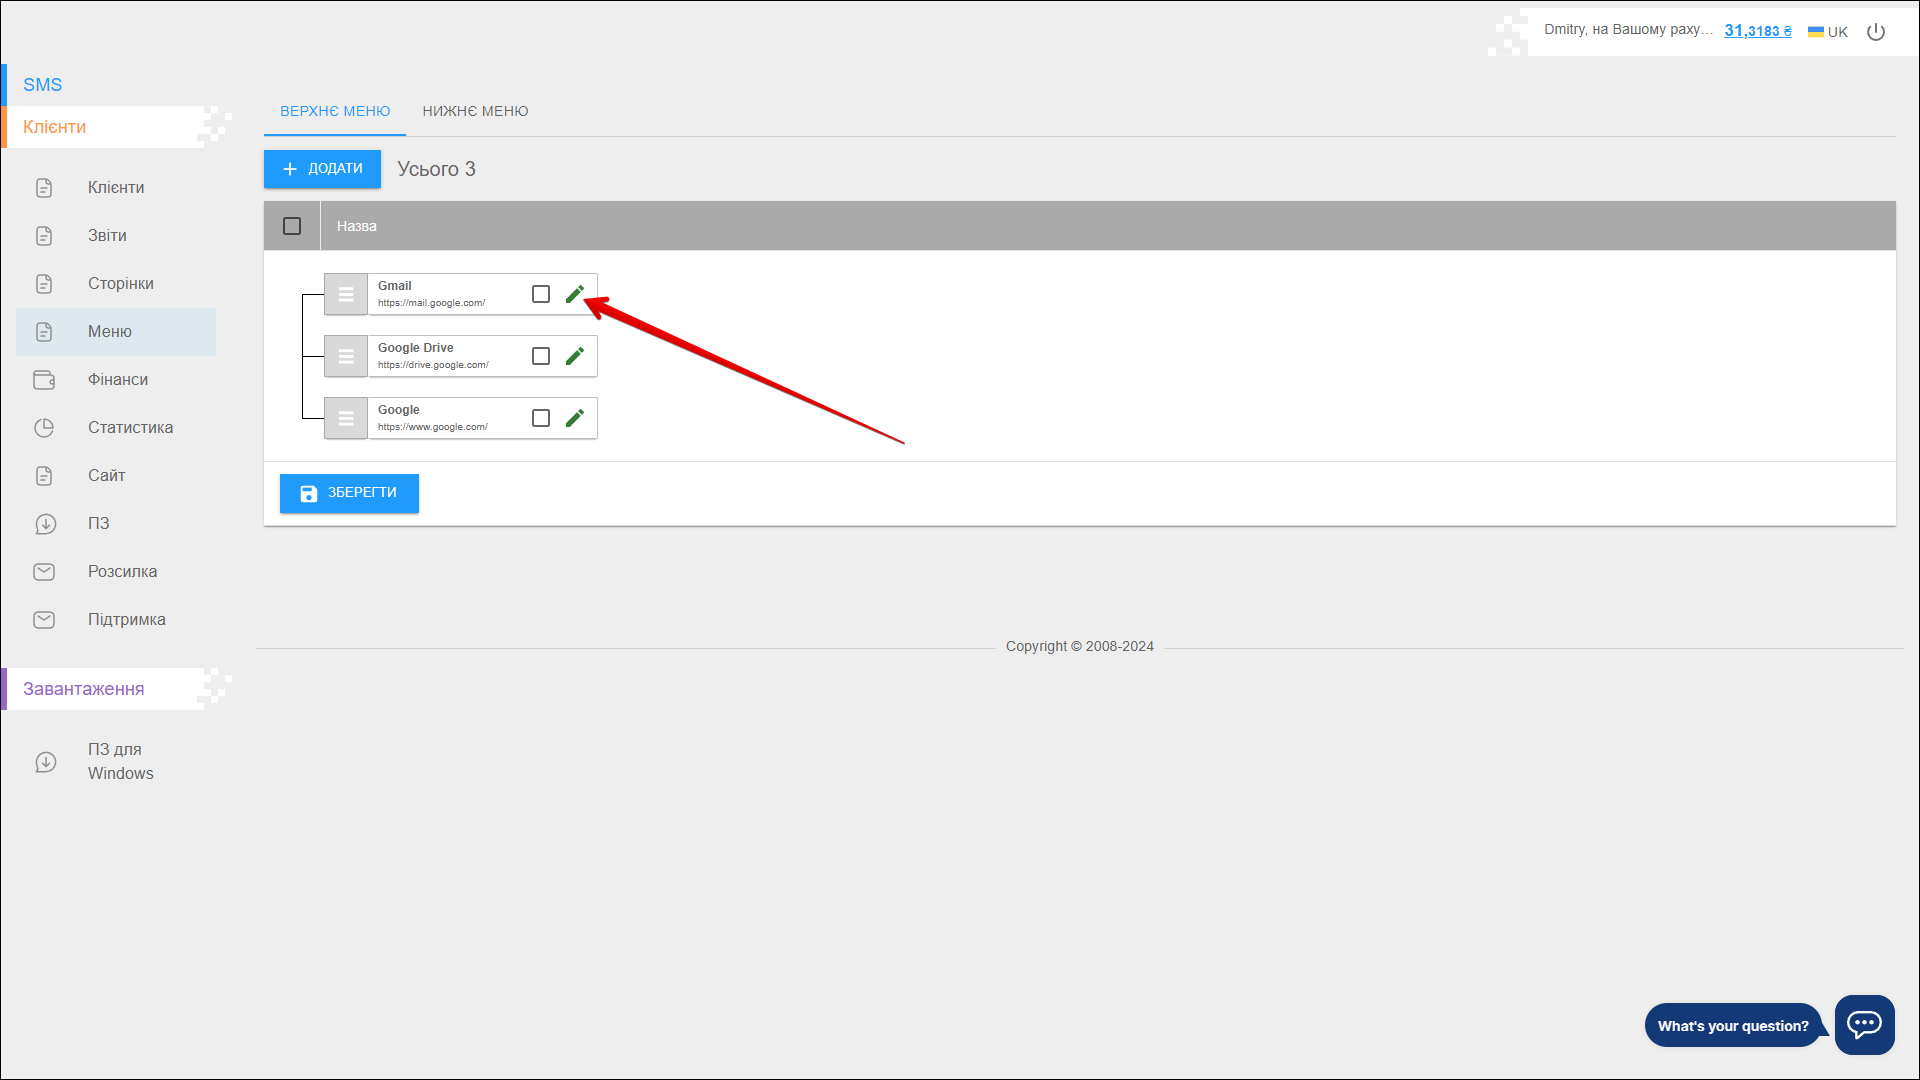 Dmitry, на Вашому раху... 31,3183 ₴ UK
SMS
Клієнти
Клієнти
Звіти
Сторінки
Меню
Фінанси
Статистика
Сайт
ПЗ
Розсилка
Підтримка
Завантаження
ПЗ для
Windows
ВЕРХНЄ МЕНЮ НИЖНЄ МЕНЮ
ДОДАТИ Усього 3
Назва
Gmail
https://mail.google.com/
Google Drive
https://drive.google.com/
Google
https://www.google.com/
ЗБЕРЕГТИ
Copyright © 2008-2024
What's your question?